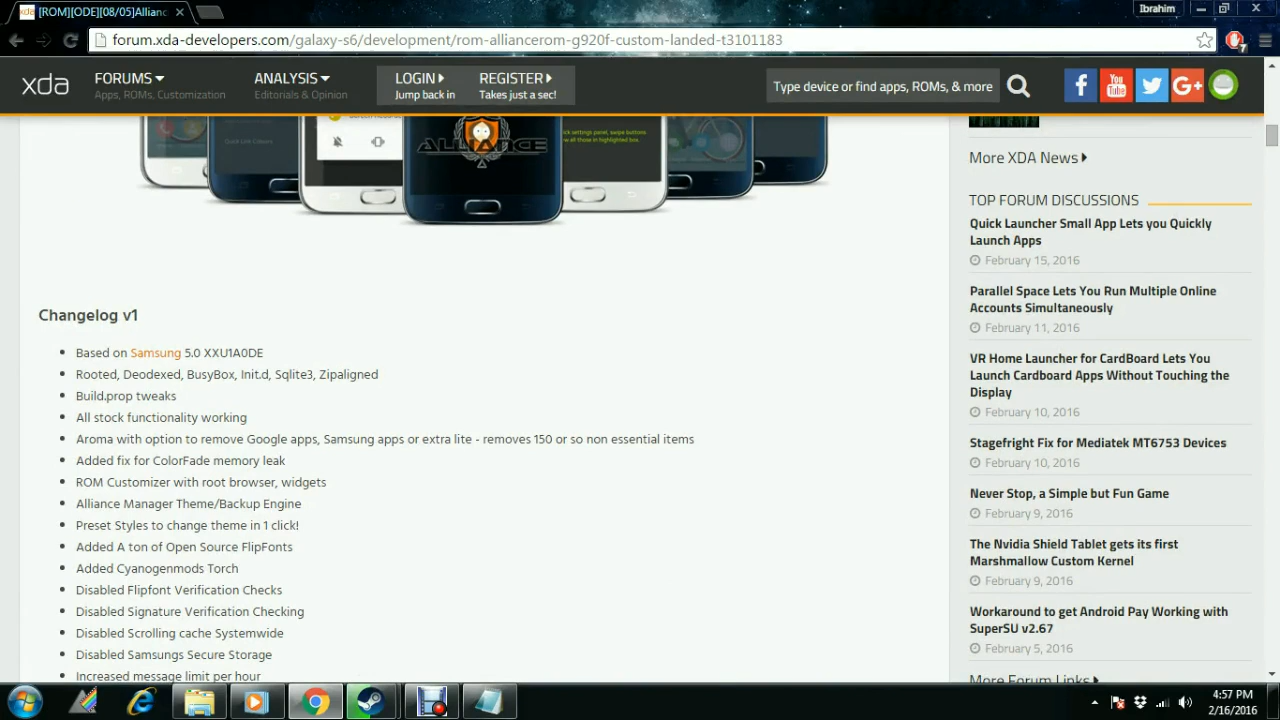 [ROM][ODE][08/05]Allianc
Ibrahim
forum.xda-developers.com/galaxy-s6/development/rom-alliancerom-g920f-custom-landed-t3101183
xda
FORUMS
Apps, ROMs, Customization
ANALYSIS
Editorials & Opinion
LOGIN
Jump back in
REGISTER
Takes just a sec!
Type device or find apps, ROMs, & more
ALLIANCE
Changelog v1
Based on Samsung 5.0 XXU1A0DE
Rooted, Deodexed, BusyBox, Init.d, Sqlite3, Zipaligned
Build.prop tweaks
All stock functionality working
Aroma with option to remove Google apps, Samsung apps or extra lite - removes 150 or so non essential items
Added fix for ColorFade memory leak
ROM Customizer with root browser, widgets
Alliance Manager Theme/Backup Engine
Preset Styles to change theme in 1 click!
Added A ton of Open Source FlipFonts
Added Cyanogenmods Torch
Disabled Flipfont Verification Checks
Disabled Signature Verification Checking
Disabled Scrolling cache Systemwide
Disabled Samsungs Secure Storage
Increased message limit per hour
More XDA News
TOP FORUM DISCUSSIONS
Quick Launcher Small App Lets you Quickly
Launch Apps
February 15, 2016
Parallel Space Lets You Run Multiple Online
Accounts Simultaneously
February 11, 2016
VR Home Launcher for CardBoard Lets You
Launch Cardboard Apps Without Touching the
Display
February 10, 2016
Stagefright Fix for Mediatek MT6753 Devices
February 10, 2016
Never Stop, a Simple but Fun Game
February 9, 2016
The Nvidia Shield Tablet gets its first
Marshmallow Custom Kernel
February 9, 2016
Workaround to get Android Pay Working with
SuperSU v2.67
February 5, 2016
More Forum Links
4:57 PM
2/16/2016